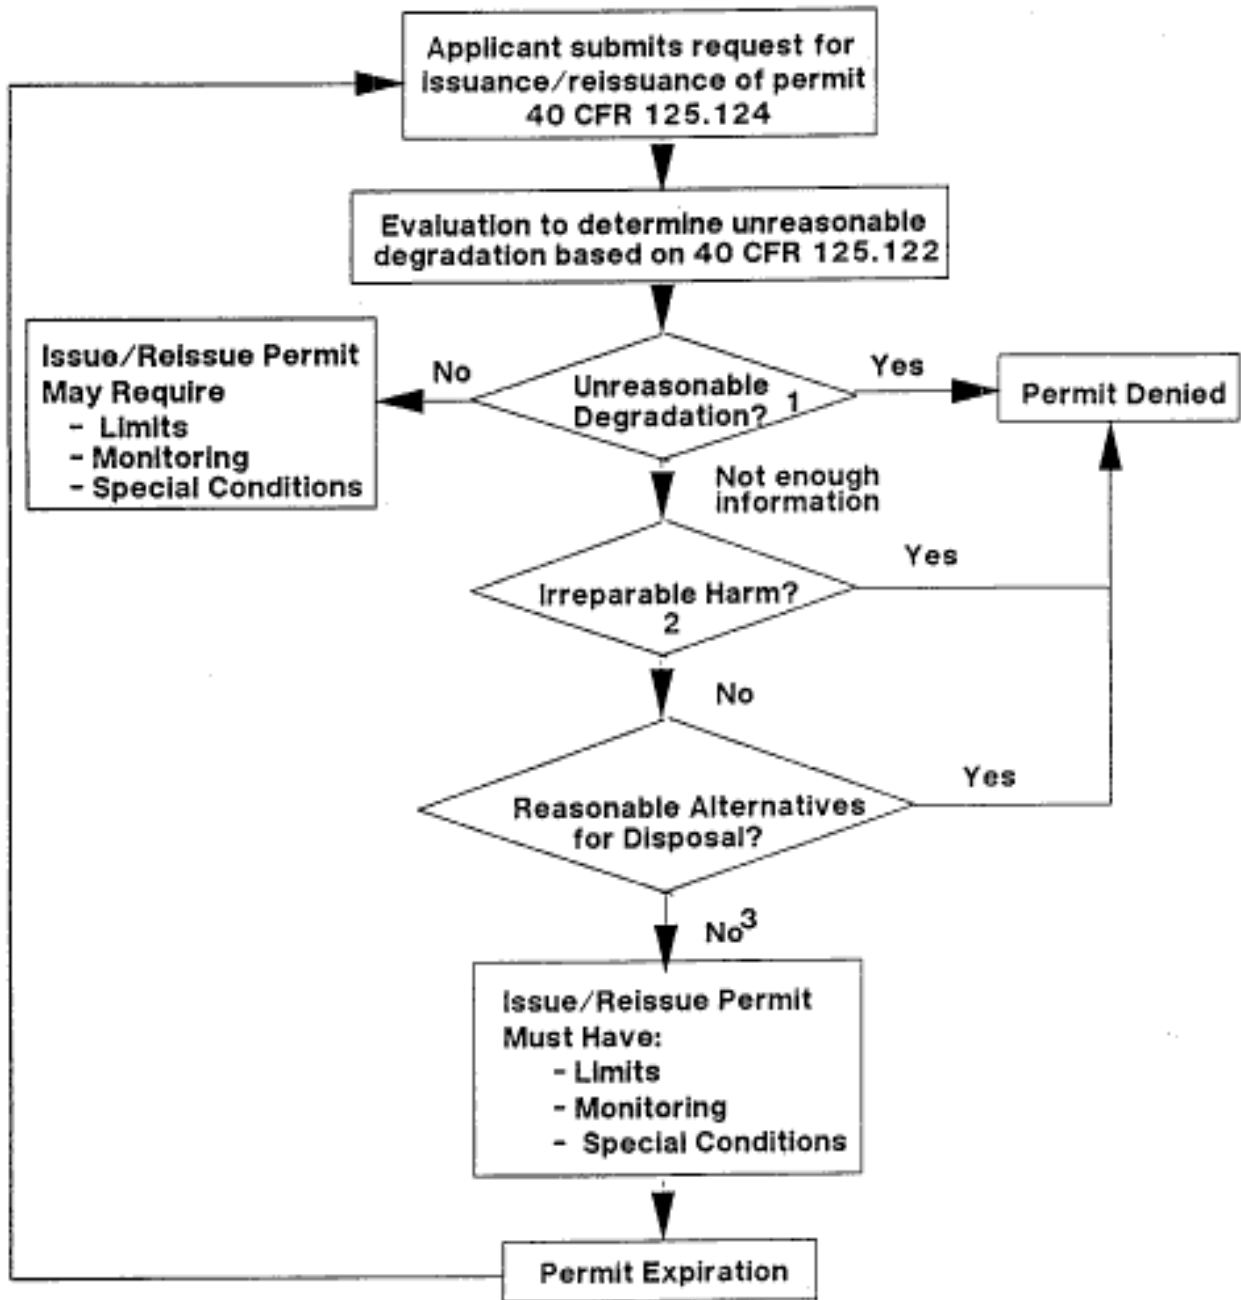 Applicant submits request for
issuance/reissuance of permit
40 CFR 125.124
Evaluation to determine unreasonable
degradation based on 40 CFR 125.122
Issue/Reissue Permit
May Require
- Limits
- Monitoring
- Special Conditions
No
Unreasonable
Degradation? 1
Yes
Permit Denied
Not enough
information
Irreparable Harm?
2
Yes
No
Reasonable Alternatives
for Disposal?
Yes
No3
Issue/Reissue Permit
Must Have:
- Limits
- Monitoring
- Special Conditions
Permit Expiration